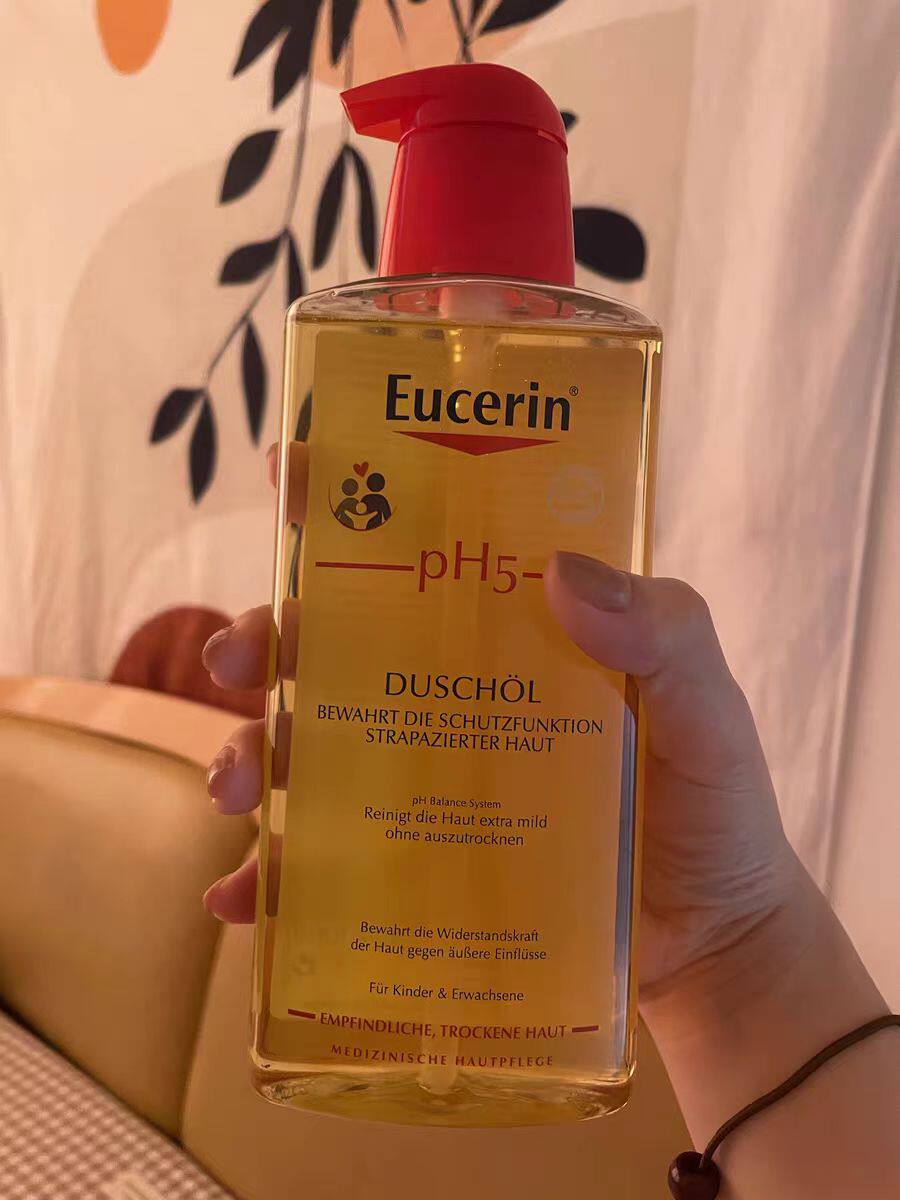 Eucerin®
pH5
DUSCHÖL
BEWAHRT DIE SCHUTZFUNKTION
STRAPAZIERTER HAUT
pH Balance System
Reinigt die Haut extra mild
ohne auszutrocknen
Bewahrt die Widerstandskraft
der Haut gegen äußere Einflüsse
Für Kinder & Erwachsene
EMPFINDLICHE, TROCKENE HAUT
MEDIZINISCHE HAUTPFLEGE